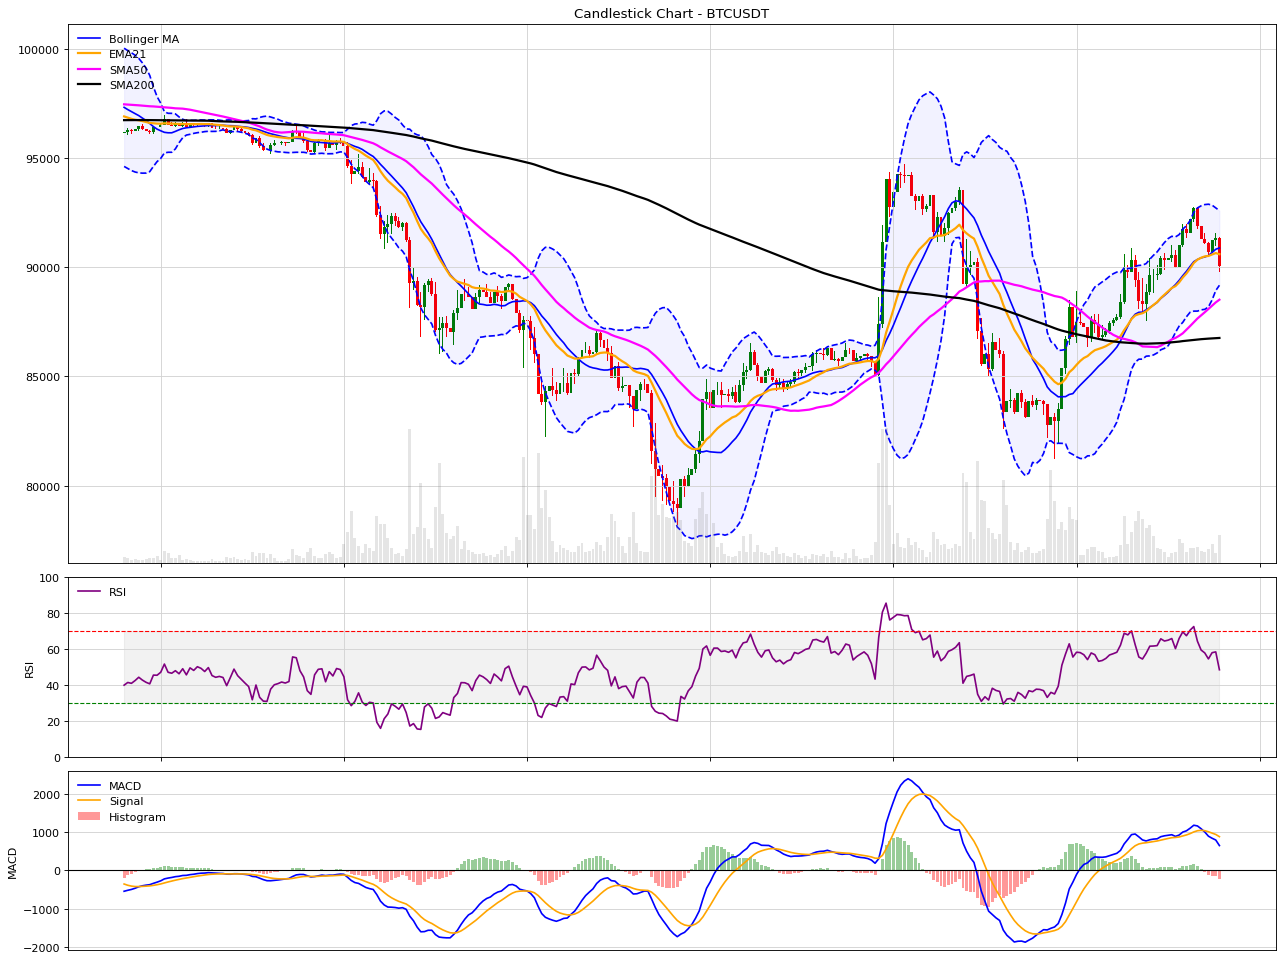 Candlestick Chart - BTCUSDT
Bollinger MA
EMA21
SMA50
SMA200
100000
95000
90000
85000
80000
RSI
100
80
60
40
20
0
RSI
MACD
Signal
Histogram
2000
1000
0
−1000
−2000
MACD